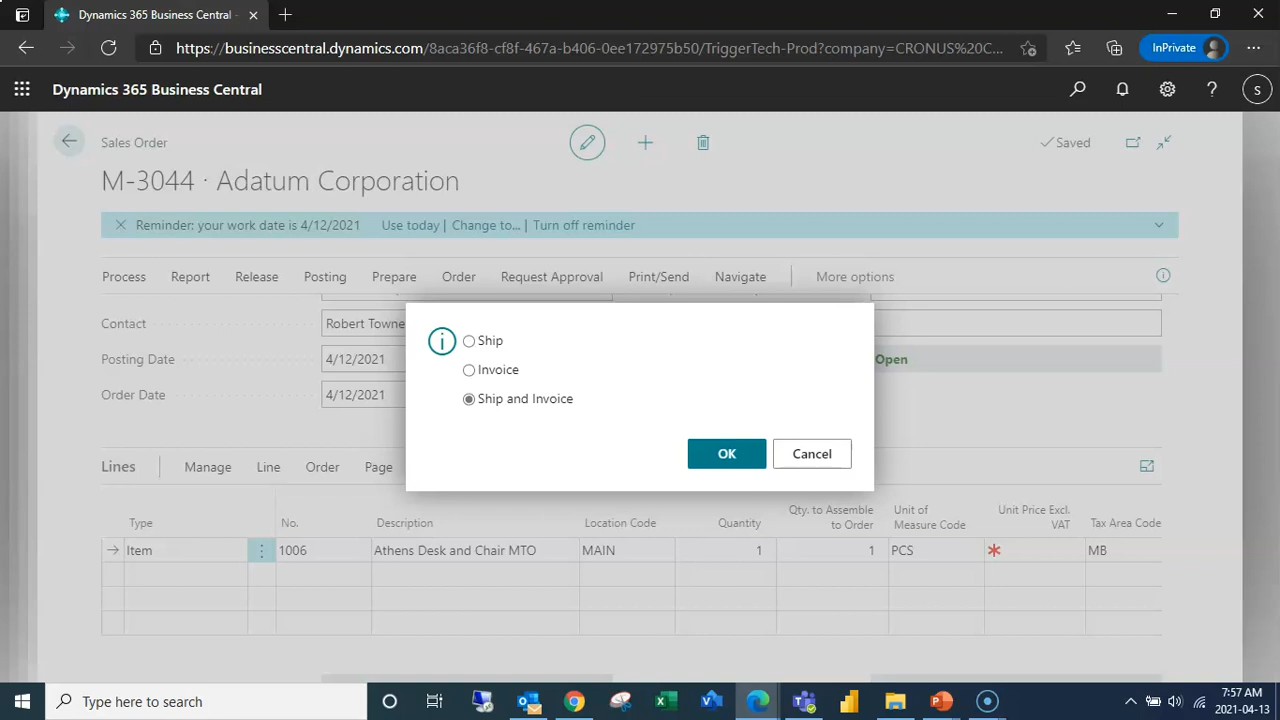 Dynamics 365 Business Central -
https://businesscentral.dynamics.com/8aca36f8-cf8f-467a-b406-0ee172975b50/TriggerTech-Prod?company=CRONUS%20C...
InPrivate
Dynamics 365 Business Central
S
Sales Order
Saved
M-3044 · Adatum Corporation
Reminder: your work date is 4/12/2021 Use today | Change to... | Turn off reminder
Process Report Release Posting Prepare Order Request Approval Print/Send Navigate More options
Contact
Robert Towne
Posting Date
4/12/2021
Open
Order Date
4/12/2021
Ship
Invoice
Ship and Invoice
OK Cancel
Lines Manage Line Order Page
Type No. Description Location Code Quantity Qty. to Assemble to Order Unit of Measure Code Unit Price Excl. VAT Tax Area Code
Item 1006 Athens Desk and Chair MTO MAIN 1 1 PCS MB
Type here to search
7:57 AM
2021-04-13